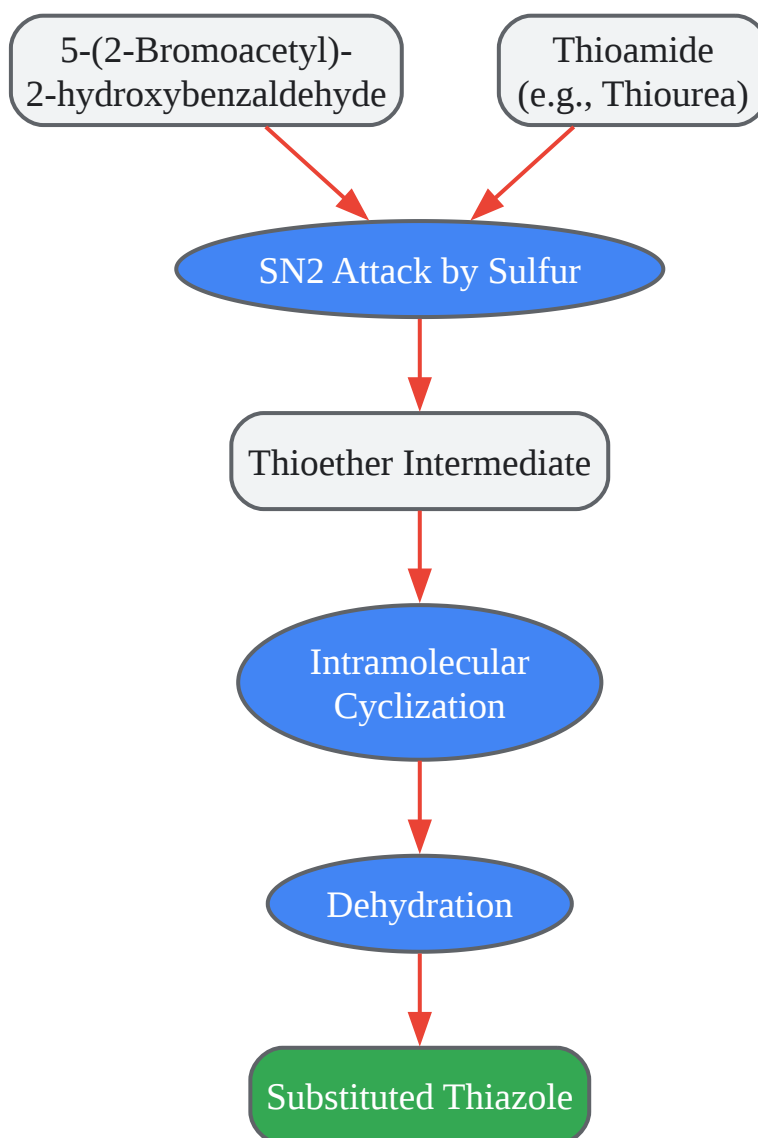 5-(2-Bromoacetyl)-
2-hydroxybenzaldehyde
Thioamide
(e.g., Thiourea)
SN2 Attack by Sulfur
Thioether Intermediate
Intramolecular
Cyclization
Dehydration
Substituted Thiazole